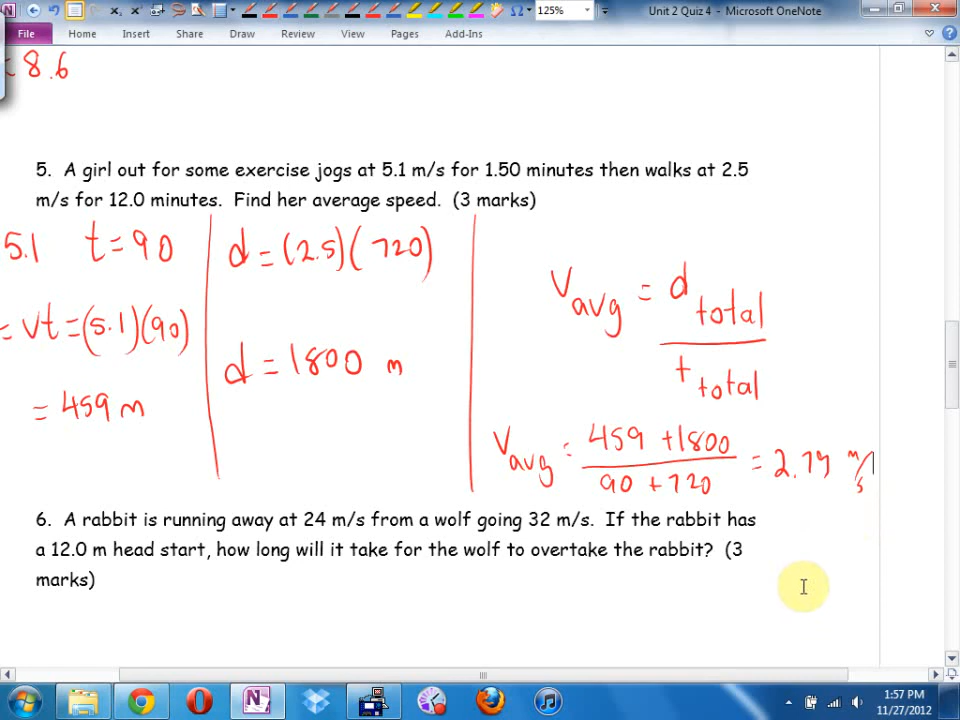 125%
Unit 2 Quiz 4 - Microsoft OneNote
File Home Insert Share Draw Review View Pages Add-Ins
8.6
5. A girl out for some exercise jogs at 5.1 m/s for 1.50 minutes then walks at 2.5
m/s for 12.0 minutes. Find her average speed. (3 marks)
5.1 t = 90
= vt = (5.1)(90)
= 459 m
d = (2.5)(720)
d = 1800 m
Vavg = d total
t total
Vavg = 459 + 1800
90 + 720
= 2.79 m/s
6. A rabbit is running away at 24 m/s from a wolf going 32 m/s. If the rabbit has
a 12.0 m head start, how long will it take for the wolf to overtake the rabbit? (3
marks)
1:57 PM
11/27/2012